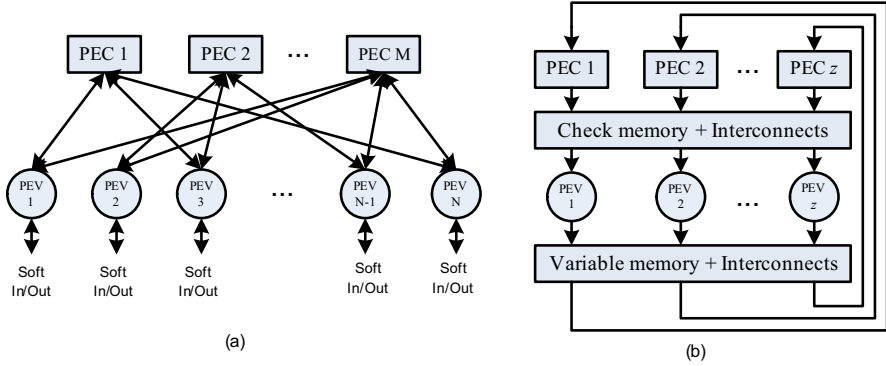 PEC 1 PEC 2 ... PEC M
PEV 1 PEV 2 PEV 3 ... PEV N-1 PEV N
Soft In/Out Soft In/Out Soft In/Out Soft In/Out Soft In/Out
(a)
PEC 1 PEC 2 ... PEC z
Check memory + Interconnects
PEV 1 PEV 2 ... PEV z
Variable memory + Interconnects
(b)